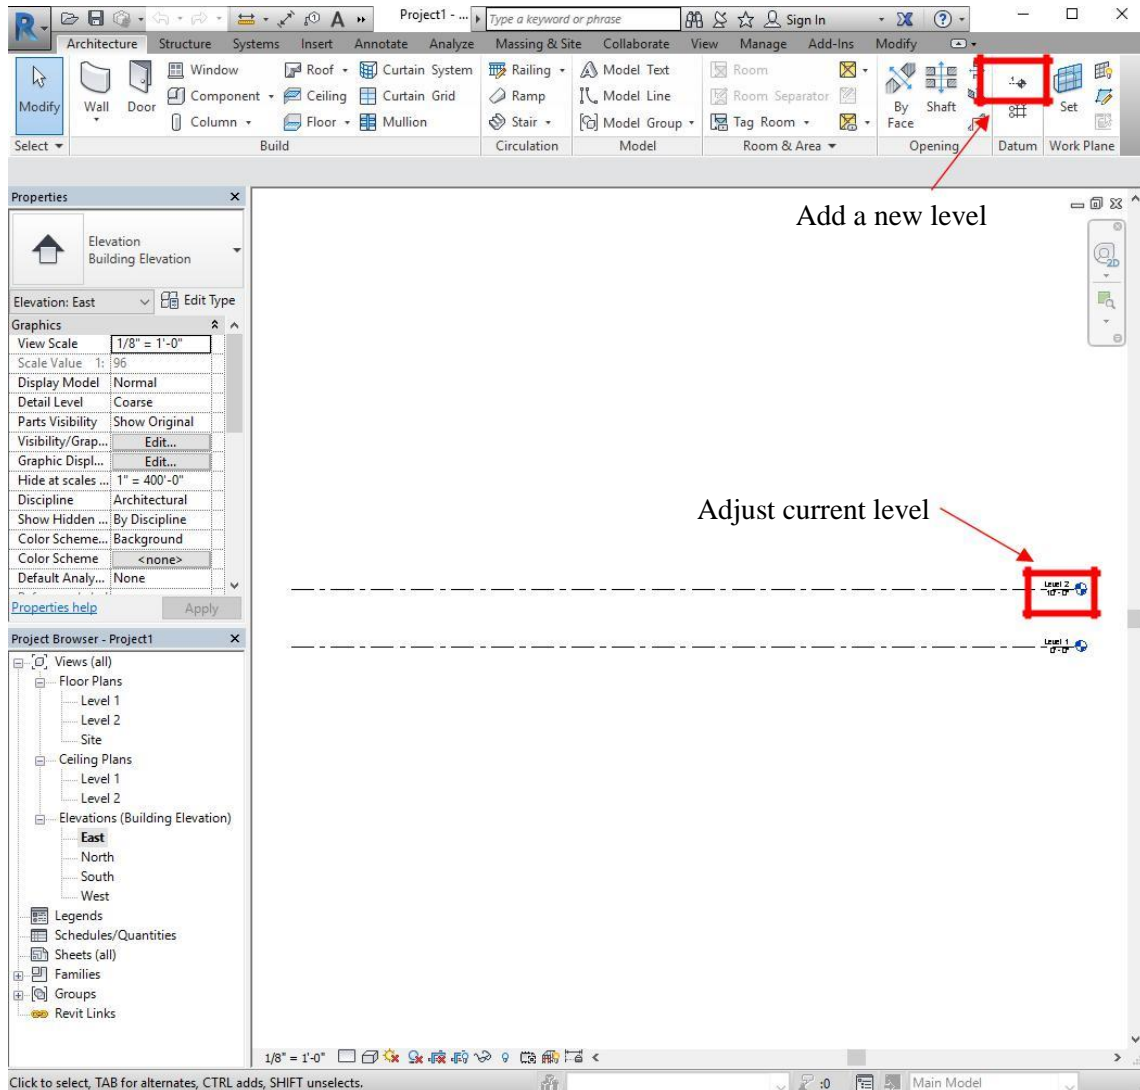 Project1 - ... Type a keyword or phrase Sign In
Architecture Structure Systems Insert Annotate Analyze Massing & Site Collaborate View Manage Add-Ins Modify
Modify Wall Door Window Component Column Roof Ceiling Floor Curtain System Curtain Grid Mullion Railing Ramp Stair Model Text Model Line Model Group Room Room Separator Tag Room By Face Shaft Set
Select Build Circulation Model Room & Area Opening Datum Work Plane
Properties
Add a new level
2D
Elevation
Building Elevation
Elevation: East Edit Type
Graphics
View Scale 1/8" = 1'-0"
Scale Value 1: 96
Display Model Normal
Detail Level Coarse
Parts Visibility Show Original
Visibility/Grap... Edit...
Graphic Displ... Edit...
Hide at scales ... 1" = 400'-0"
Discipline Architectural
Show Hidden ... By Discipline
Color Scheme... Background
Color Scheme <none>
Default Analy... None
Properties help Apply
Adjust current level
Level 2
10' - 0"
Level 1
0' - 0"
Project Browser - Project1
Views (all)
Floor Plans
Level 1
Level 2
Site
Ceiling Plans
Level 1
Level 2
Elevations (Building Elevation)
East
North
South
West
Legends
Schedules/Quantities
Sheets (all)
Families
Groups
Revit Links
1/8" = 1'-0"
Click to select, TAB for alternates, CTRL adds, SHIFT unselects. :0 Main Model